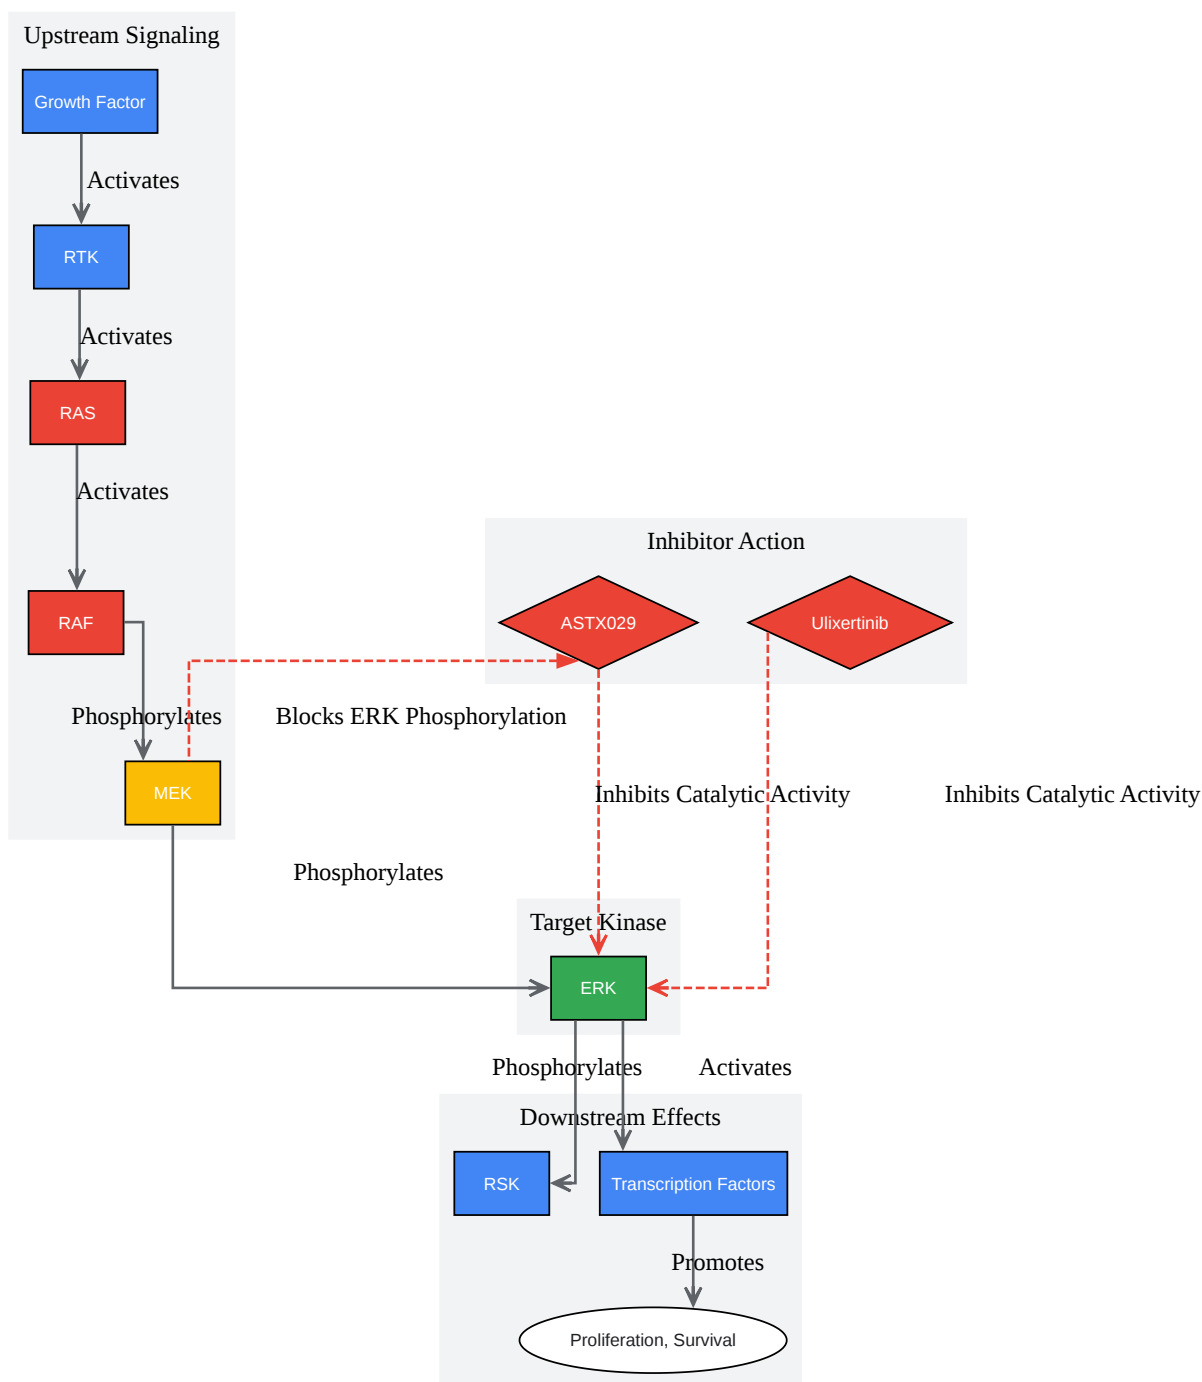 Upstream Signaling
Growth Factor
Activates
RTK
Activates
RAS
Activates
Inhibitor Action
RAF
ASTX029
Ulixertinib
Phosphorylates
Blocks ERK Phosphorylation
MEK
Inhibits Catalytic Activity
Inhibits Catalytic Activity
Phosphorylates
Target Kinase
ERK
Phosphorylates
Activates
Downstream Effects
RSK
Transcription Factors
Promotes
Proliferation, Survival